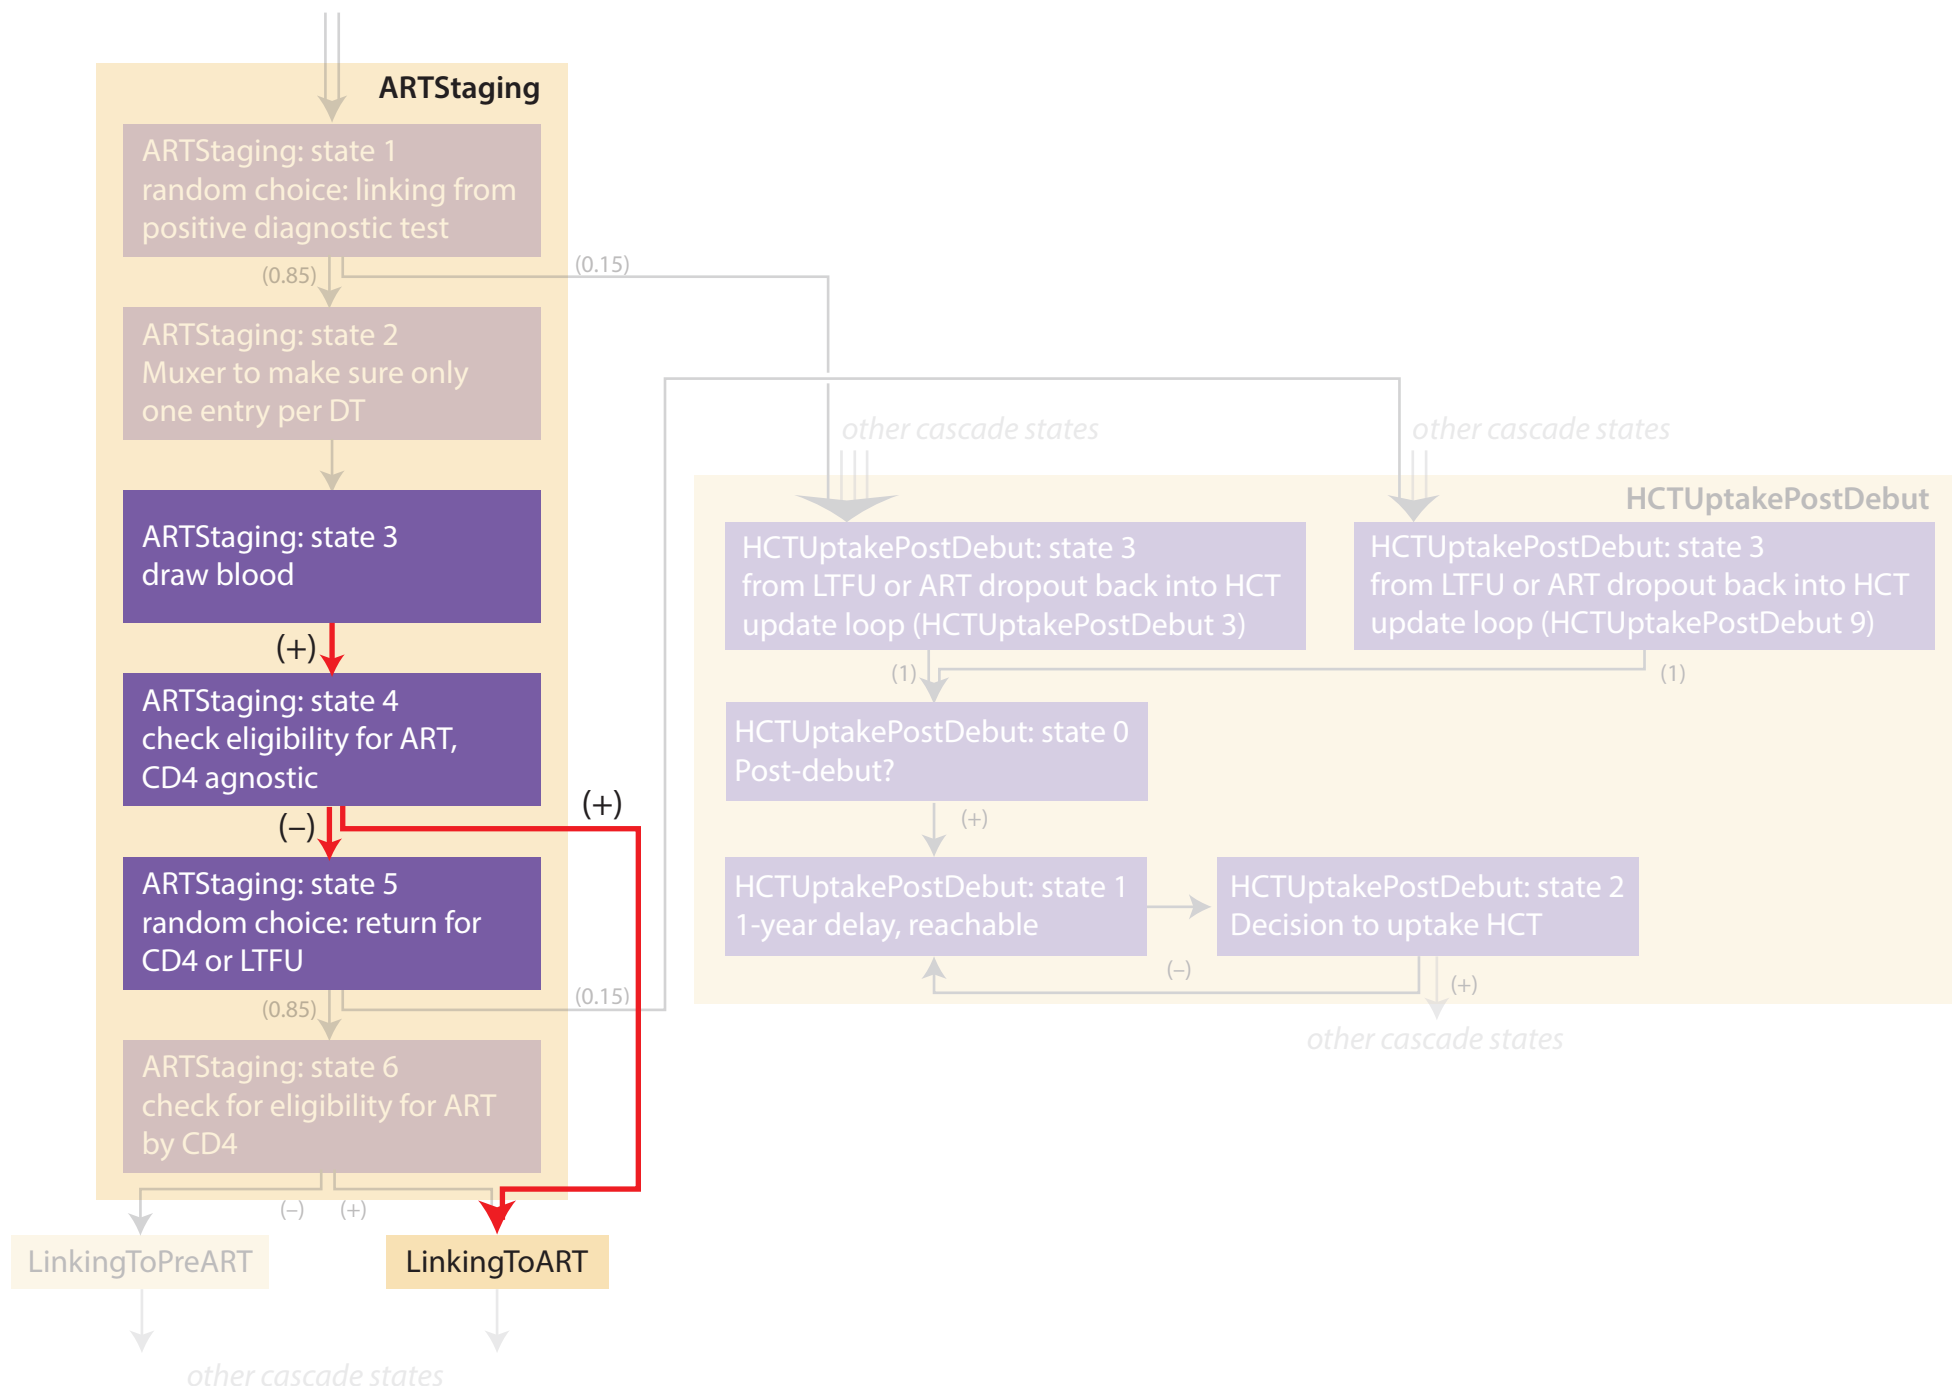 ARTStaging
ARTStaging: state 1
random choice: linking from
positive diagnostic test
(0.85)
(0.15)
ARTStaging: state 2
Muxer to make sure only
one entry per DT
ARTStaging: state 3
draw blood
(+)
ARTStaging: state 4
check eligibility for ART,
CD4 agnostic
(–)
(+)
ARTStaging: state 5
random choice: return for
CD4 or LTFU
(0.85)
(0.15)
ARTStaging: state 6
check for eligibility for ART
by CD4
(–)
(+)
LinkingToPreART
LinkingToART
other cascade states
other cascade states
other cascade states
HCTUptakePostDebut
HCTUptakePostDebut: state 3
from LTFU or ART dropout back into HCT
update loop (HCTUptakePostDebut 3)
HCTUptakePostDebut: state 3
from LTFU or ART dropout back into HCT
update loop (HCTUptakePostDebut 9)
(1)
(1)
HCTUptakePostDebut: state 0
Post-debut?
(+)
HCTUptakePostDebut: state 1
1-year delay, reachable
HCTUptakePostDebut: state 2
Decision to uptake HCT
(–)
(+)
other cascade states